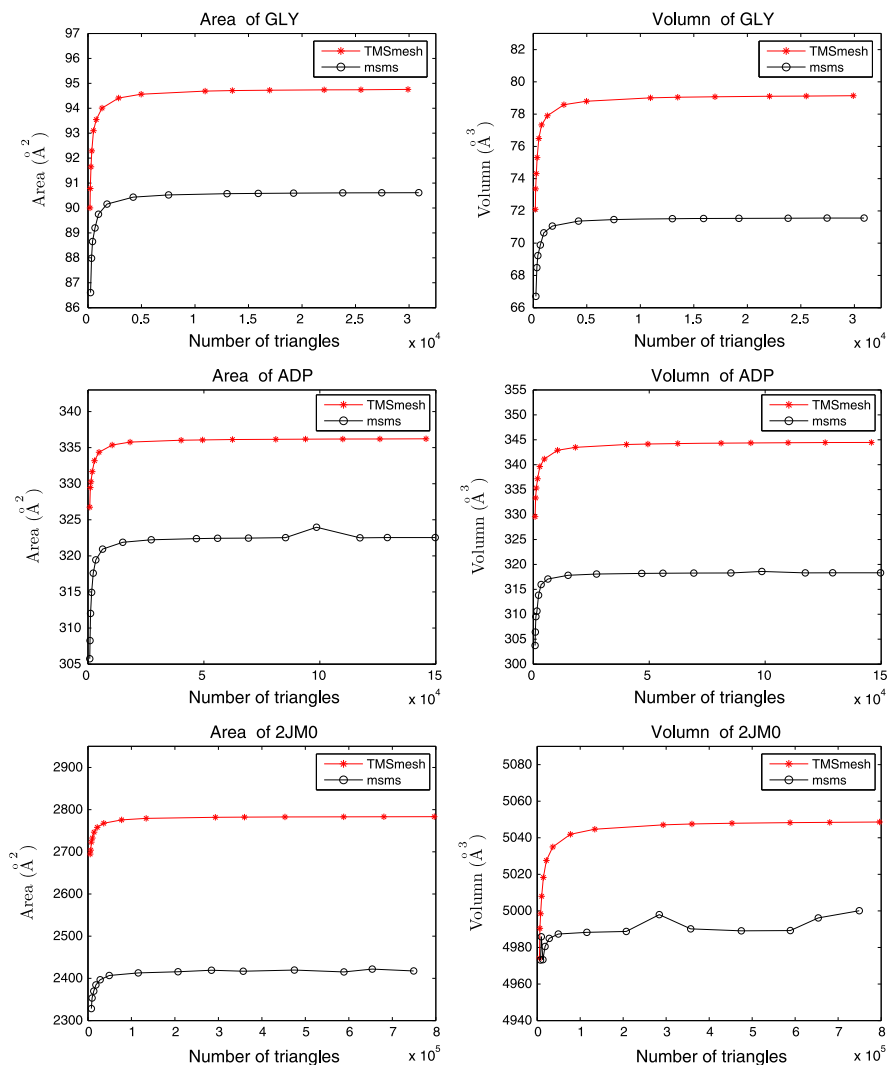 Area of GLY
97
96
95
94
93
92
91
90
89
88
87
86
Area (Å²)
TMSmesh
msms
0
0.5
1
1.5
2
2.5
3
Number of triangles
x 10⁴
Volumn of GLY
82
80
78
76
74
72
70
68
66
Volumn (Å³)
TMSmesh
msms
0
0.5
1
1.5
2
2.5
3
Number of triangles
x 10⁴
Area of ADP
340
335
330
325
320
315
310
305
Area (Å²)
TMSmesh
msms
0
5
10
15
Number of triangles
x 10⁴
Volumn of ADP
355
350
345
340
335
330
325
320
315
310
305
300
Volumn (Å³)
TMSmesh
msms
0
5
10
15
Number of triangles
x 10⁴
Area of 2JM0
2900
2800
2700
2600
2500
2400
2300
Area (Å²)
TMSmesh
msms
0
1
2
3
4
5
6
7
8
Number of triangles
x 10⁵
Volumn of 2JM0
5080
5060
5040
5020
5000
4980
4960
4940
Volumn (Å³)
TMSmesh
msms
0
1
2
3
4
5
6
7
8
Number of triangles
x 10⁵